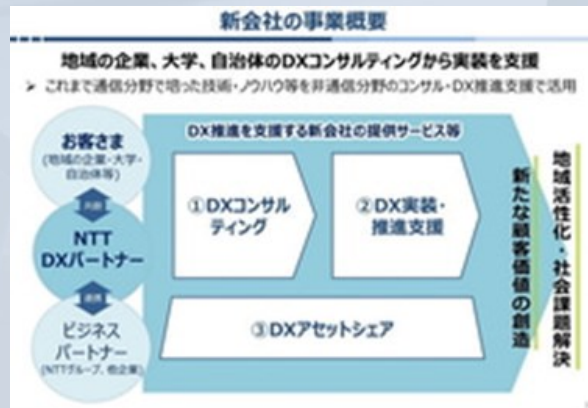 新会社の事業概要
地域の企業、大学、自治体のDXコンサルティングから実装を支援
➢ これまで通信分野で培った技術・ノウハウ等を非通信分野のコンサル・DX推進支援で活用
お客さま
(地域の企業・大学・
自治体等)
共創
NTT
DXパートナー
連携
ビジネス
パートナー
(NTTグループ、他企業)
DX推進を支援する新会社の提供サービス等
①DXコンサル
ティング
②DX実装・
推進支援
③DXアセットシェア
新たな顧客価値の創造
地域活性化・社会課題解決